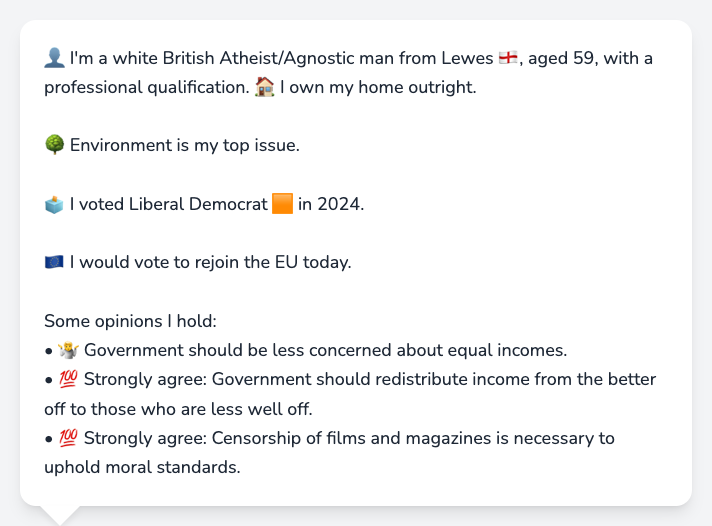 👤 I'm a white British Atheist/Agnostic man from Lewes 🏴󠁧󠁢󠁥󠁮󠁧󠁿, aged 59, with a
professional qualification. 🏠 I own my home outright.
🌳 Environment is my top issue.
🗳️ I voted Liberal Democrat 🟧 in 2024.
🇪🇺 I would vote to rejoin the EU today.
Some opinions I hold:
• 🤷 Government should be less concerned about equal incomes.
• 💯 Strongly agree: Government should redistribute income from the better
off to those who are less well off.
• 💯 Strongly agree: Censorship of films and magazines is necessary to
uphold moral standards.